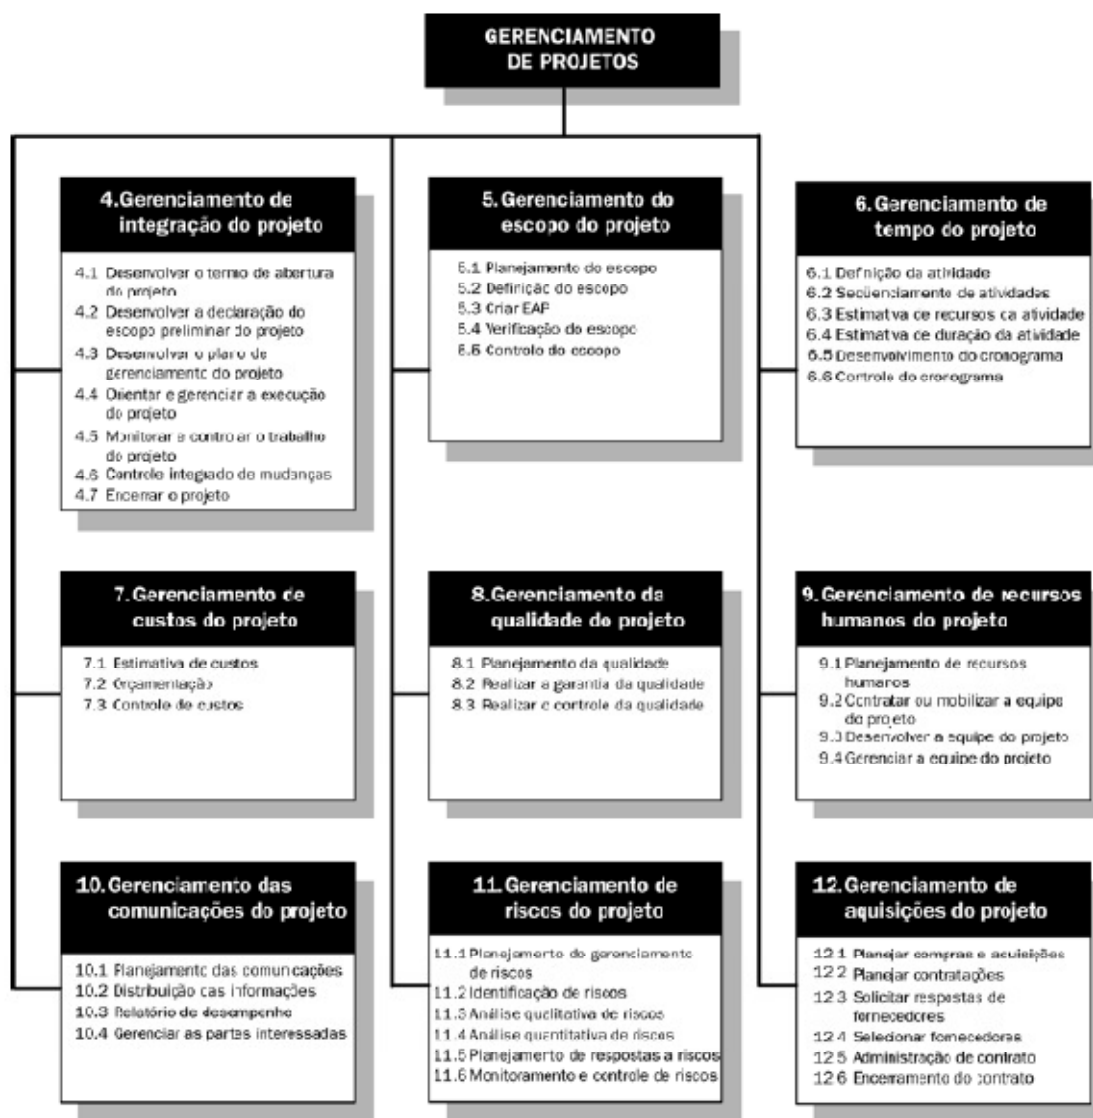 GERENCIAMENTO
DE PROJETOS
4. Gerenciamento de
integração do projeto
4.1 Desenvolver o termo de abertura
do projeto
4.2 Desenvolver a declaração do
escopo preliminar do projeto
4.3 Desenvolver o plano de
gerenciamento do projeto
4.4 Orientar e gerenciar a execução
do projeto
4.5 Monitorar e controlar o trabalho
do projeto
4.6 Controle integrado de mudanças
4.7 Encerrar o projeto
5. Gerenciamento do
escopo do projeto
5.1 Planejamento do escopo
5.2 Definição do escopo
5.3 Criar EAP
5.4 Verificação do escopo
5.5 Controle do escopo
6. Gerenciamento de
tempo do projeto
6.1 Definição da atividade
6.2 Seqüenciamento de atividades
6.3 Estimativa de recursos da atividade
6.4 Estimativa de duração da atividade
6.5 Desenvolvimento do cronograma
6.6 Controle do cronograma
7. Gerenciamento de
custos do projeto
7.1 Estimativa de custos
7.2 Orçamentação
7.3 Controle de custos
8. Gerenciamento da
qualidade do projeto
8.1 Planejamento da qualidade
8.2 Realizar a garantia da qualidade
8.3 Realizar o controle da qualidade
9. Gerenciamento de recursos
humanos do projeto
9.1 Planejamento de recursos
humanos
9.2 Contratar ou mobilizar a equipe
do projeto
9.3 Desenvolver a equipe do projeto
9.4 Gerenciar a equipe do projeto
10. Gerenciamento das
comunicações do projeto
10.1 Planejamento das comunicações
10.2 Distribuição das informações
10.3 Relatório de desempenho
10.4 Gerenciar as partes interessadas
11. Gerenciamento de
riscos do projeto
11.1 Planejamento do gerenciamento
de riscos
11.2 Identificação de riscos
11.3 Análise qualitativa de riscos
11.4 Análise quantitativa de riscos
11.5 Planejamento de respostas a riscos
11.6 Monitoramento e controle de riscos
12. Gerenciamento de
aquisições do projeto
12.1 Planejar compras e aquisições
12.2 Planejar contratações
12.3 Solicitar respostas de
fornecedores
12.4 Selecionar fornecedores
12.5 Administração de contrato
12.6 Encerramento do contrato